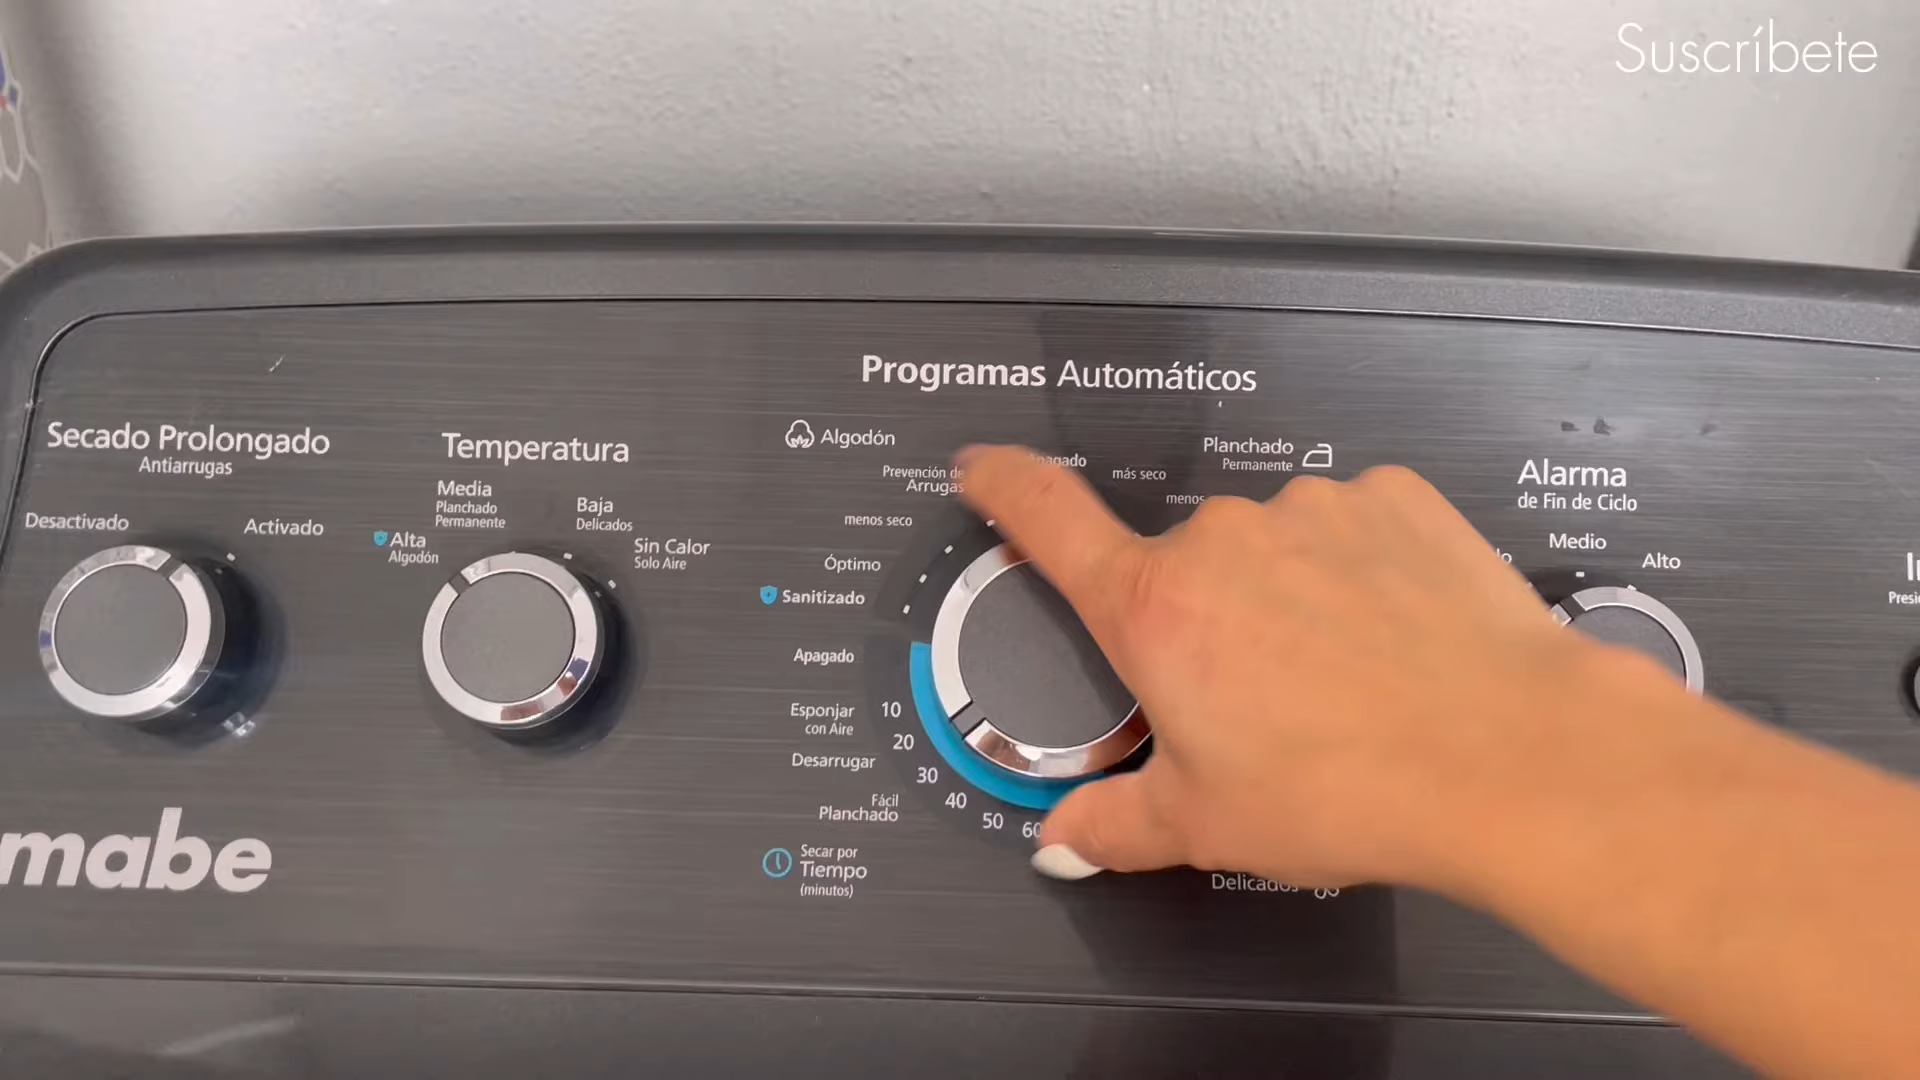 Suscríbete
Programas Automáticos
Secado Prolongado
Antiarrugas
Desactivado
Activado
Temperatura
Media
Planchado
Permanente
Baja
Delicados
Alta
Algodón
Sin Calor
Solo Aire
Algodón
Prevención de
Arrugas
menos seco
Óptimo
Sanitizado
Apagado
Esponjar
con Aire
Desarrugar
Fácil
Planchado
Secar por
Tiempo
(minutos)
10
20
30
40
50
60
Apagado
más seco
menos
Planchado
Permanente
Delicados
Alarma
de Fin de Ciclo
Medio
Alto
mabe